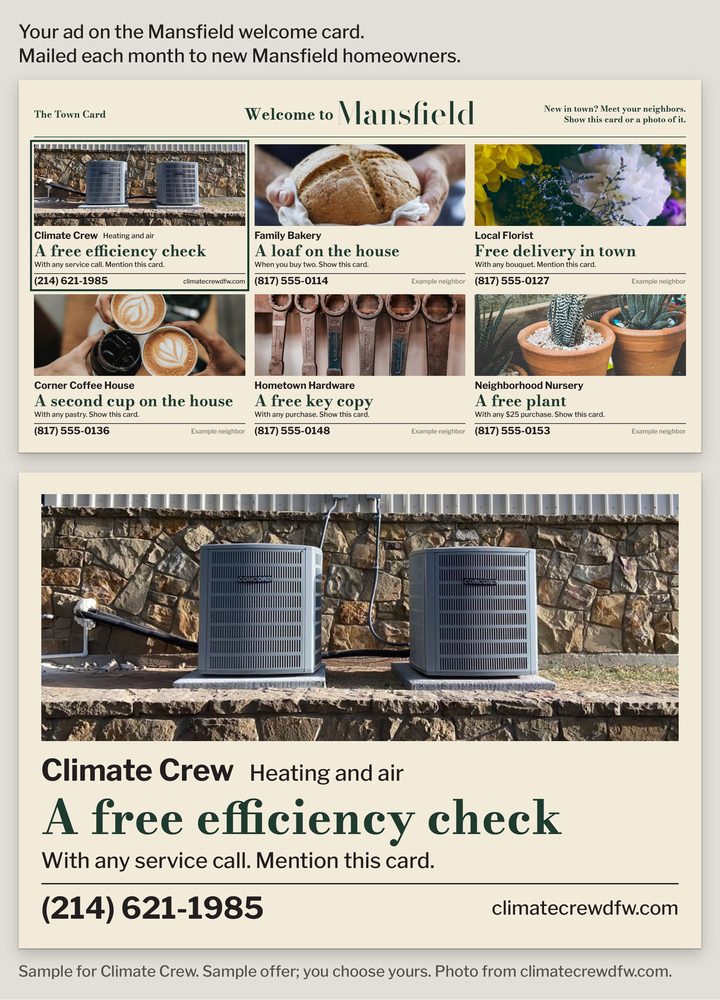 Your ad on the Mansfield welcome card.
Mailed each month to new Mansfield homeowners.
The Town Card
Welcome to Mansfield
New in town? Meet your neighbors.
Show this card or a photo of it.
Climate Crew Heating and air
A free efficiency check
With any service call. Mention this card.
(214) 621-1985 climatecrewdfw.com
Family Bakery
A loaf on the house
When you buy two. Show this card.
(817) 555-0114 Example neighbor
Local Florist
Free delivery in town
With any bouquet. Mention this card.
(817) 555-0127 Example neighbor
Corner Coffee House
A second cup on the house
With any pastry. Show this card.
(817) 555-0136 Example neighbor
Hometown Hardware
A free key copy
With any purchase. Show this card.
(817) 555-0148 Example neighbor
Neighborhood Nursery
A free plant
With any $25 purchase. Show this card.
(817) 555-0153 Example neighbor
CONCORD
CONCORD
Climate Crew Heating and air
A free efficiency check
With any service call. Mention this card.
(214) 621-1985 climatecrewdfw.com
Sample for Climate Crew. Sample offer; you choose yours. Photo from climatecrewdfw.com.